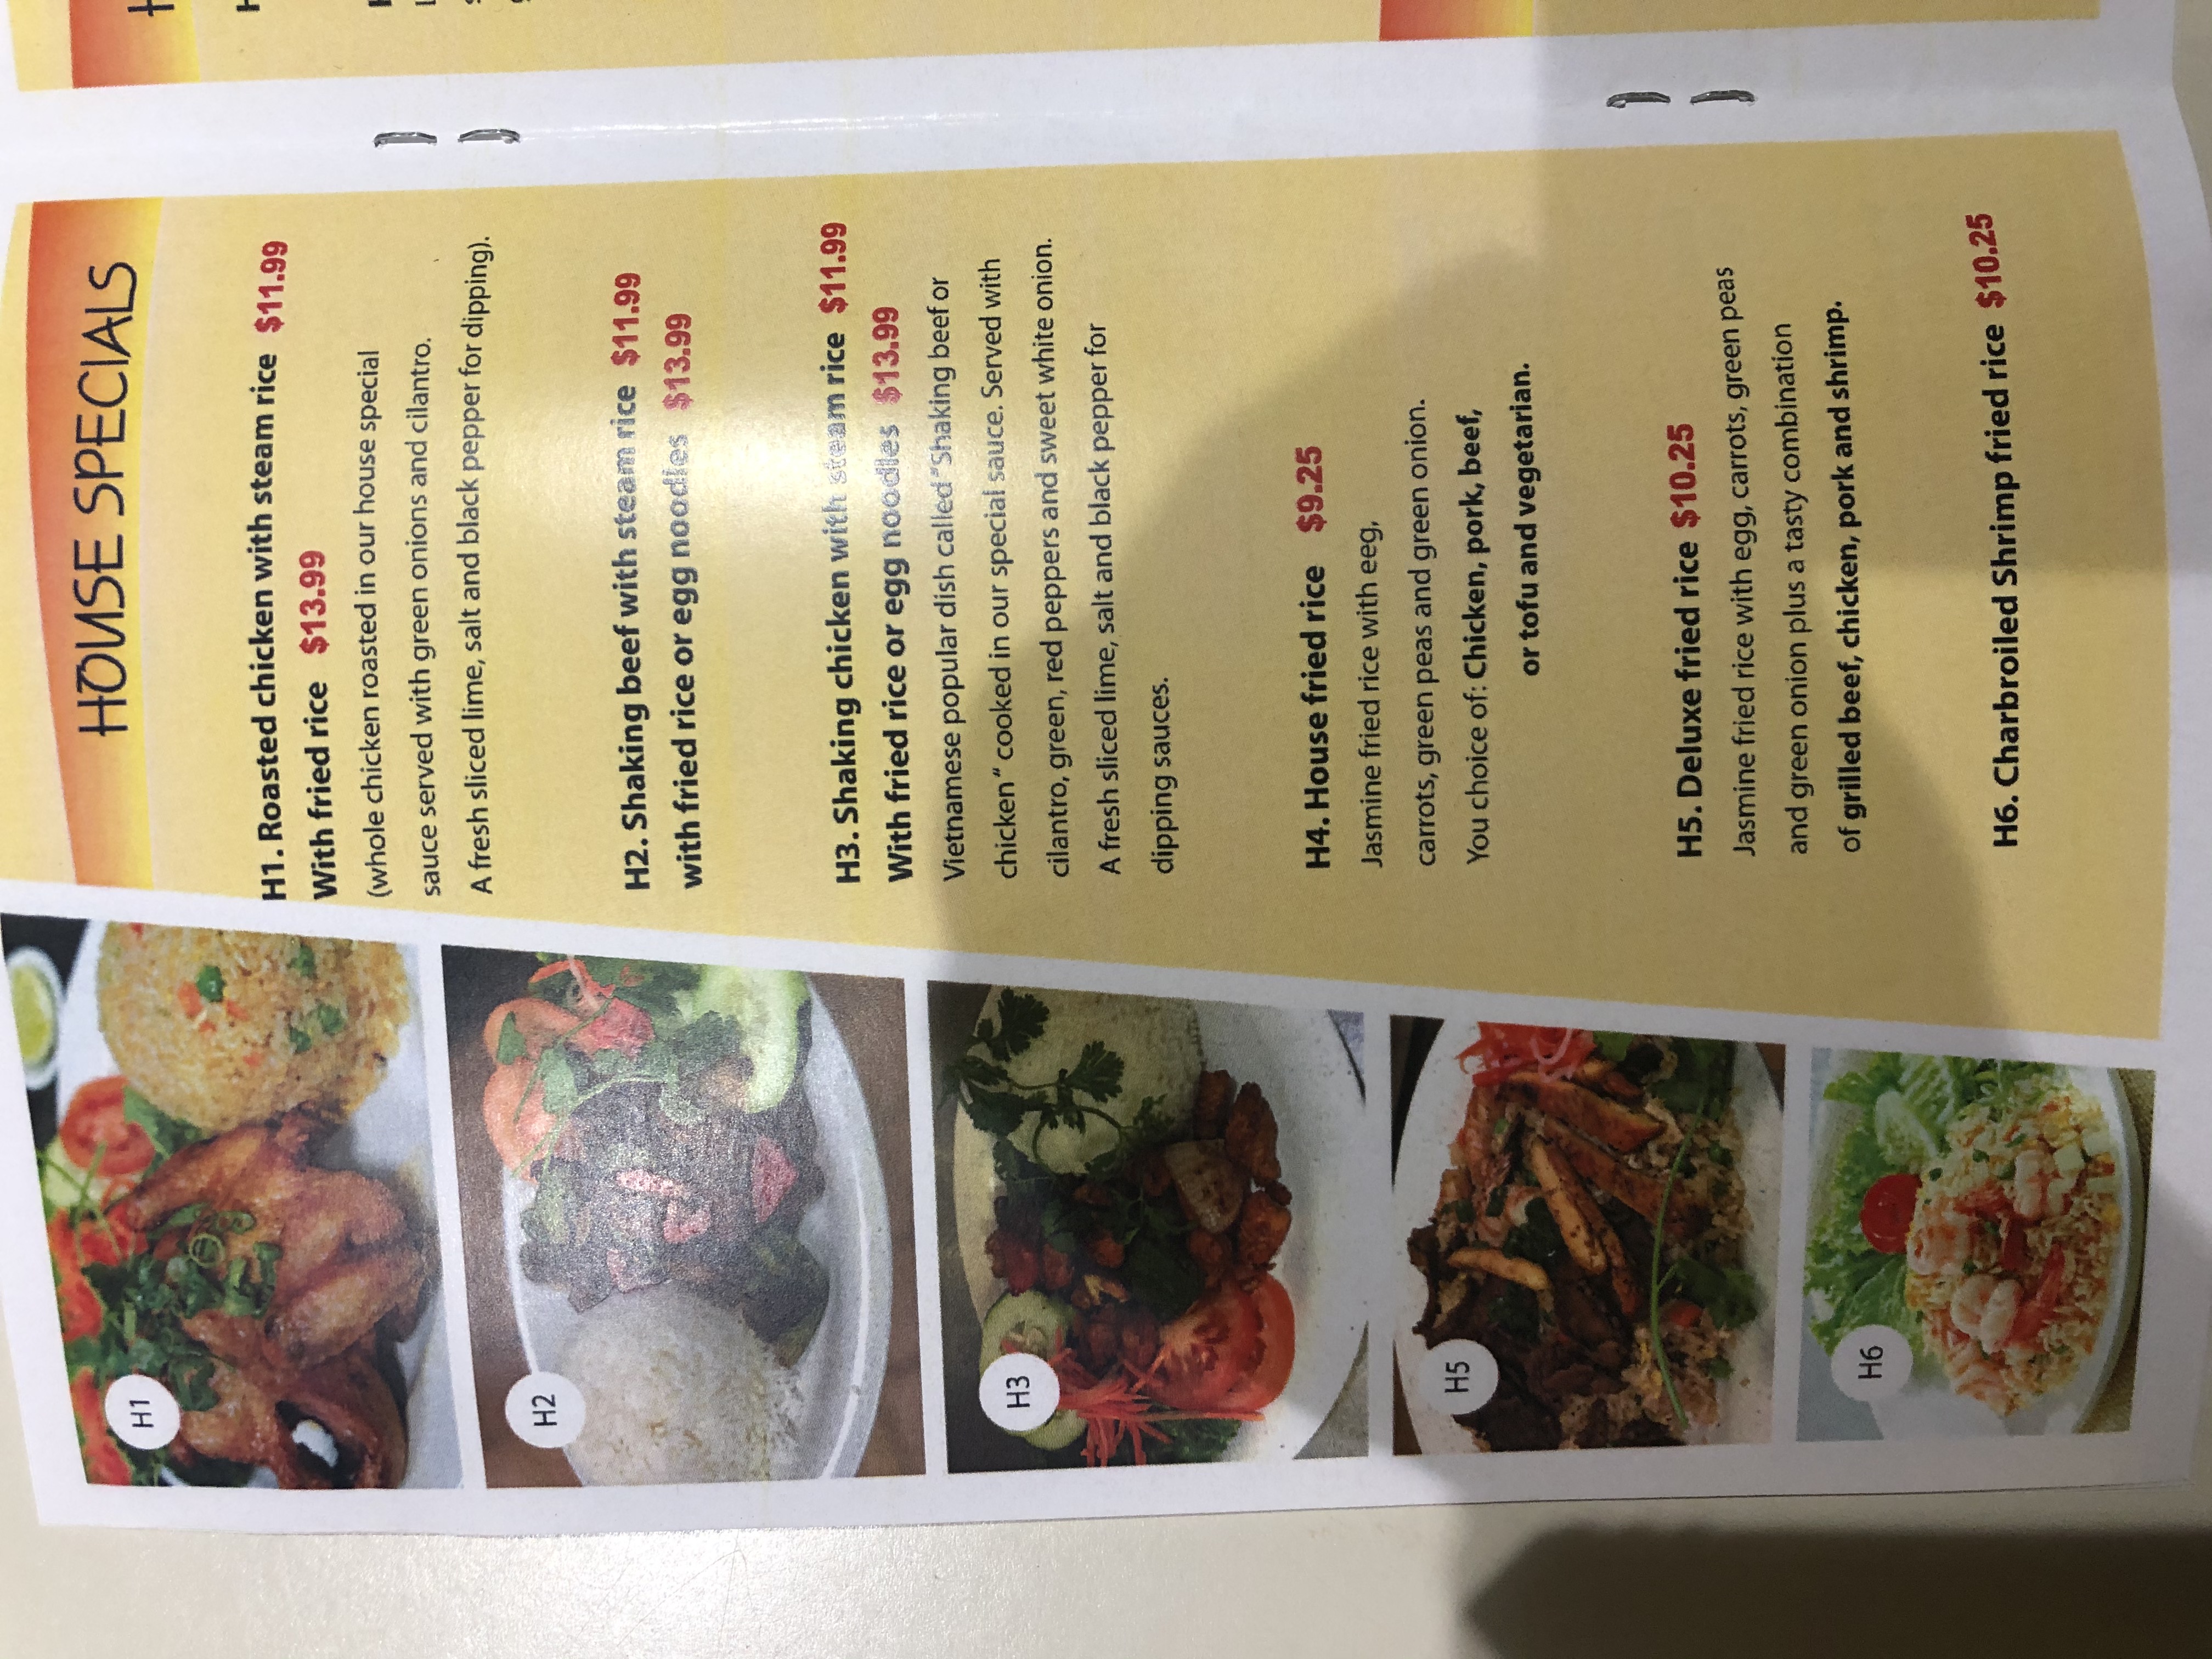 HOUSE SPECIALS
H1
H1. Roasted chicken with steam rice $11.99
With fried rice $13.99
(whole chicken roasted in our house special
sauce served with green onions and cilantro.
A fresh sliced lime, salt and black pepper for dipping).
H2
H2. Shaking beef with steam rice $11.99
with fried rice or egg noodles $13.99
H3
H3. Shaking chicken with steam rice $11.99
With fried rice or egg noodles $13.99
Vietnamese popular dish called “Shaking beef or
chicken “ cooked in our special sauce. Served with
cilantro, green, red peppers and sweet white onion.
A fresh sliced lime, salt and black pepper for
dipping sauces.
H4. House fried rice $9.25
Jasmine fried rice with eeg,
carrots, green peas and green onion.
You choice of: Chicken, pork, beef,
or tofu and vegetarian.
H5
H5. Deluxe fried rice $10.25
Jasmine fried rice with egg, carrots, green peas
and green onion plus a tasty combination
of grilled beef, chicken, pork and shrimp.
H6
H6. Charbroiled Shrimp fried rice $10.25